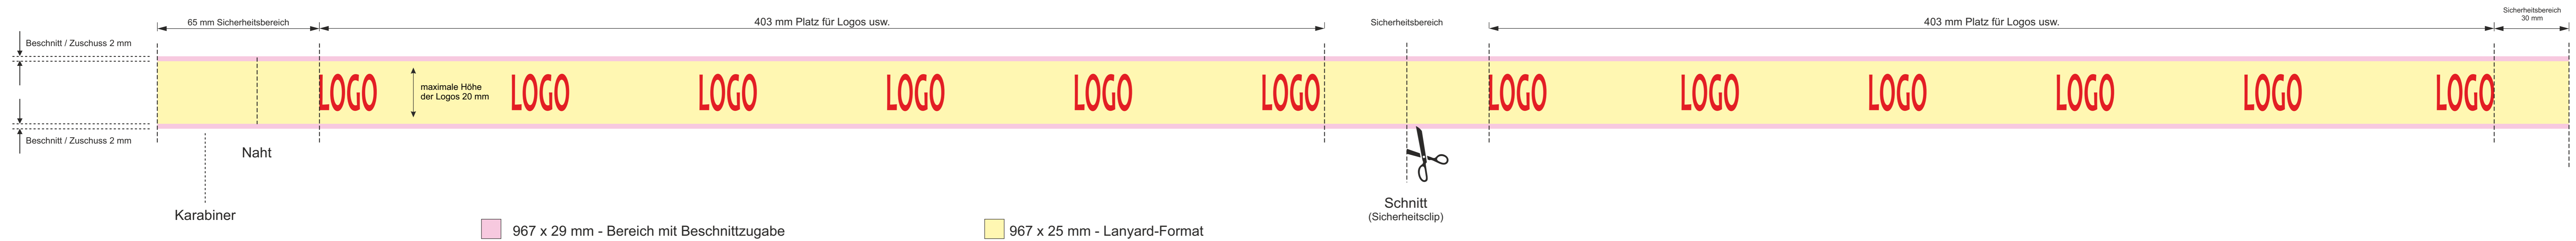 65 mm Sicherheitsbereich
403 mm Platz für Logos usw.
Sicherheitsbereich
403 mm Platz für Logos usw.
Sicherheitsbereich
30 mm
Beschnitt / Zuschuss 2 mm
LOGO
maximale Höhe
der Logos 20 mm
LOGO
LOGO
LOGO
LOGO
LOGO
LOGO
LOGO
LOGO
LOGO
LOGO
LOGO
Beschnitt / Zuschuss 2 mm
Naht
Karabiner
Schnitt
(Sicherheitsclip)
967 x 29 mm - Bereich mit Beschnittzugabe
967 x 25 mm - Lanyard-Format